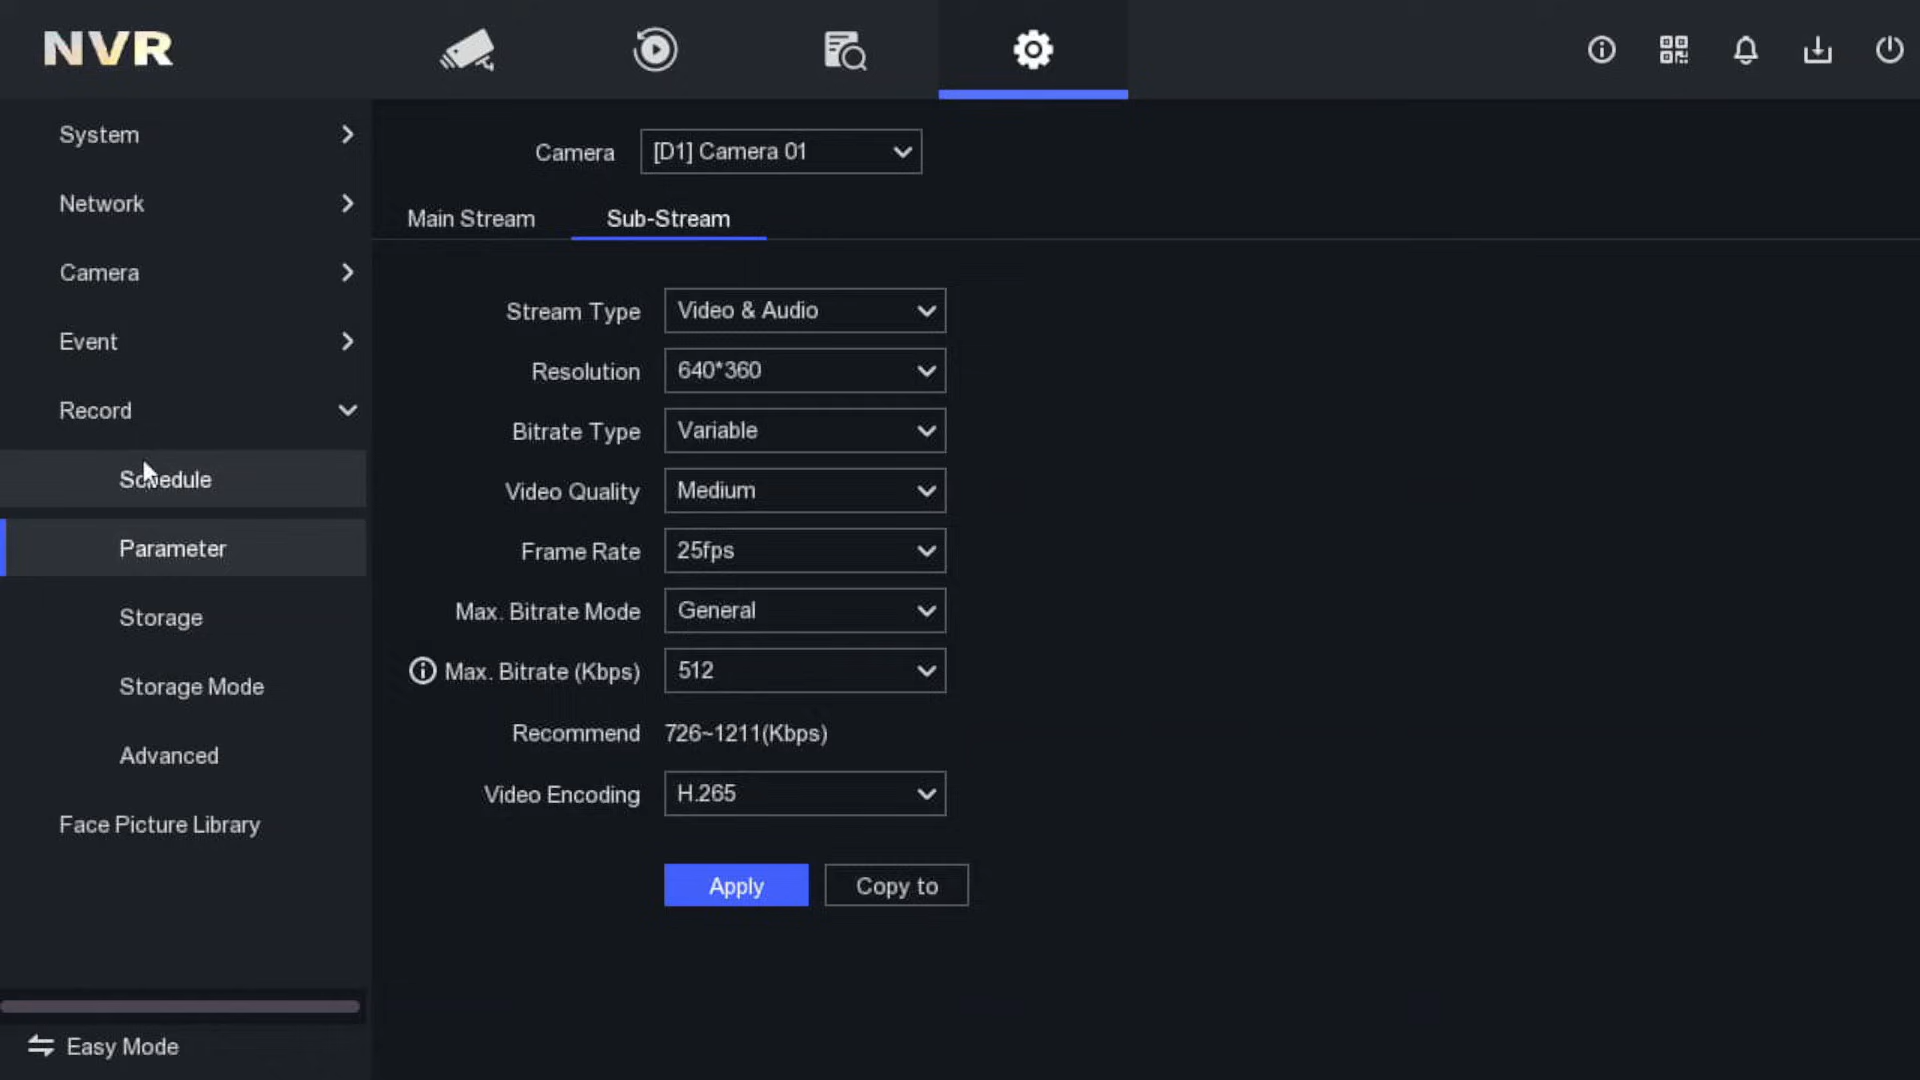 NVR
System
Network
Camera
Event
Record
Schedule
Parameter
Storage
Storage Mode
Advanced
Face Picture Library
Easy Mode
Camera [D1] Camera 01
Main Stream Sub-Stream
Stream Type Video & Audio
Resolution 640*360
Bitrate Type Variable
Video Quality Medium
Frame Rate 25fps
Max. Bitrate Mode General
Max. Bitrate (Kbps) 512
Recommend 726~1211(Kbps)
Video Encoding H.265
Apply Copy to